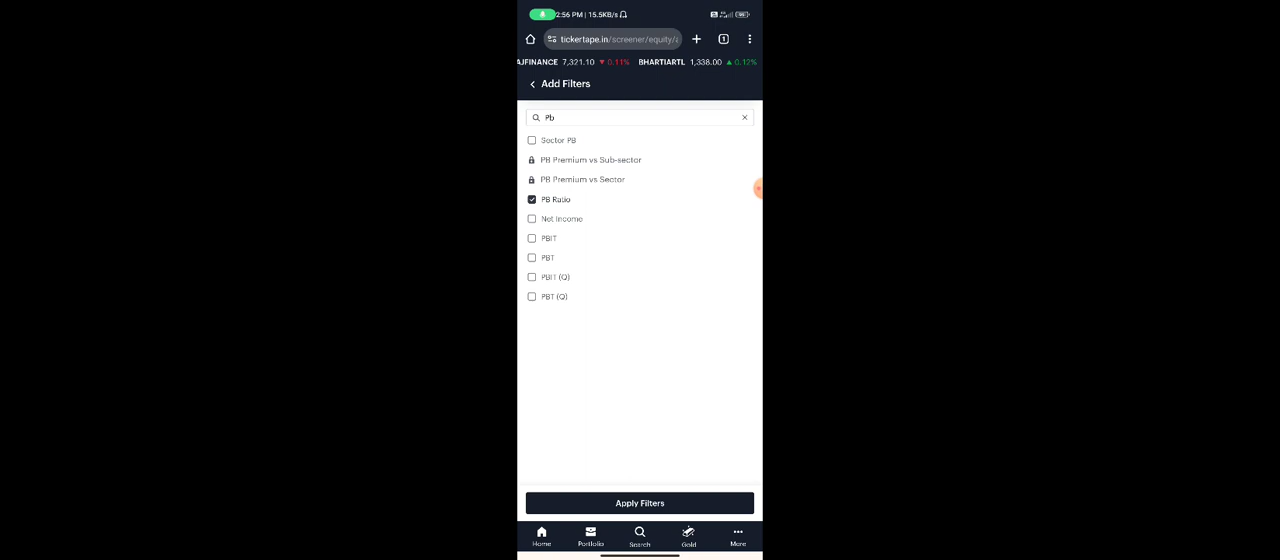 2:56 PM | 15.5KB/s
tickertape.in/screener/equity/
1
AJFINANCE 7,321.10 ▼ 0.11% BHARTIARTL 1,338.00 ▲ 0.12%
Add Filters
Pb
Sector PB
PB Premium vs Sub-sector
PB Premium vs Sector
PB Ratio
Net Income
PBIT
PBT
PBIT (Q)
PBT (Q)
Apply Filters
Home Portfolio Search Gold More